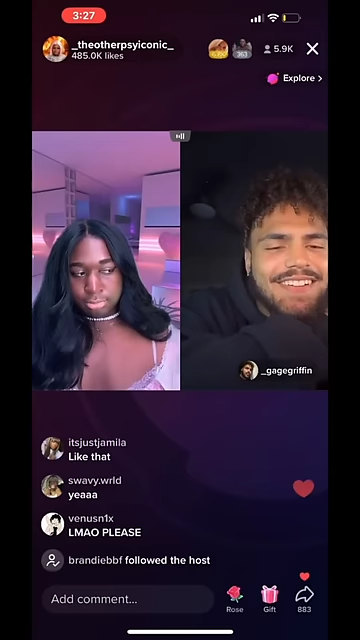 3:27
_theotherpsyiconic_
485.0K likes
363
5.9K
Explore >
_gagegriffin
itsjustjamila
Like that
swavy.wrld
yeaaa
venusn1x
LMAO PLEASE
brandiebbf followed the host
Add comment...
Rose
Gift
883